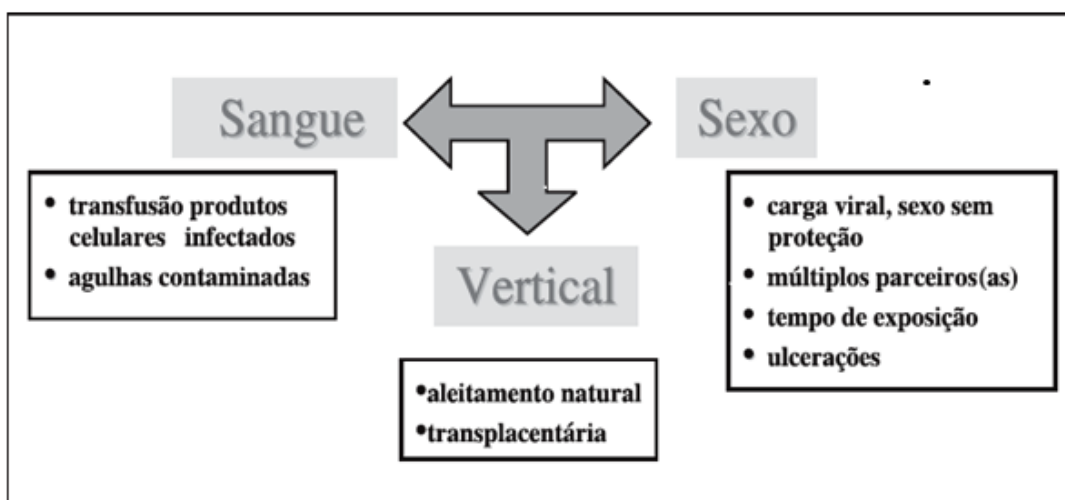 Sangue
Sexo
• transfusão produtos
celulares infectados
• agulhas contaminadas
• carga viral, sexo sem
proteção
• múltiplos parceiros(as)
• tempo de exposição
• ulcerações
Vertical
•aleitamento natural
•transplacentária